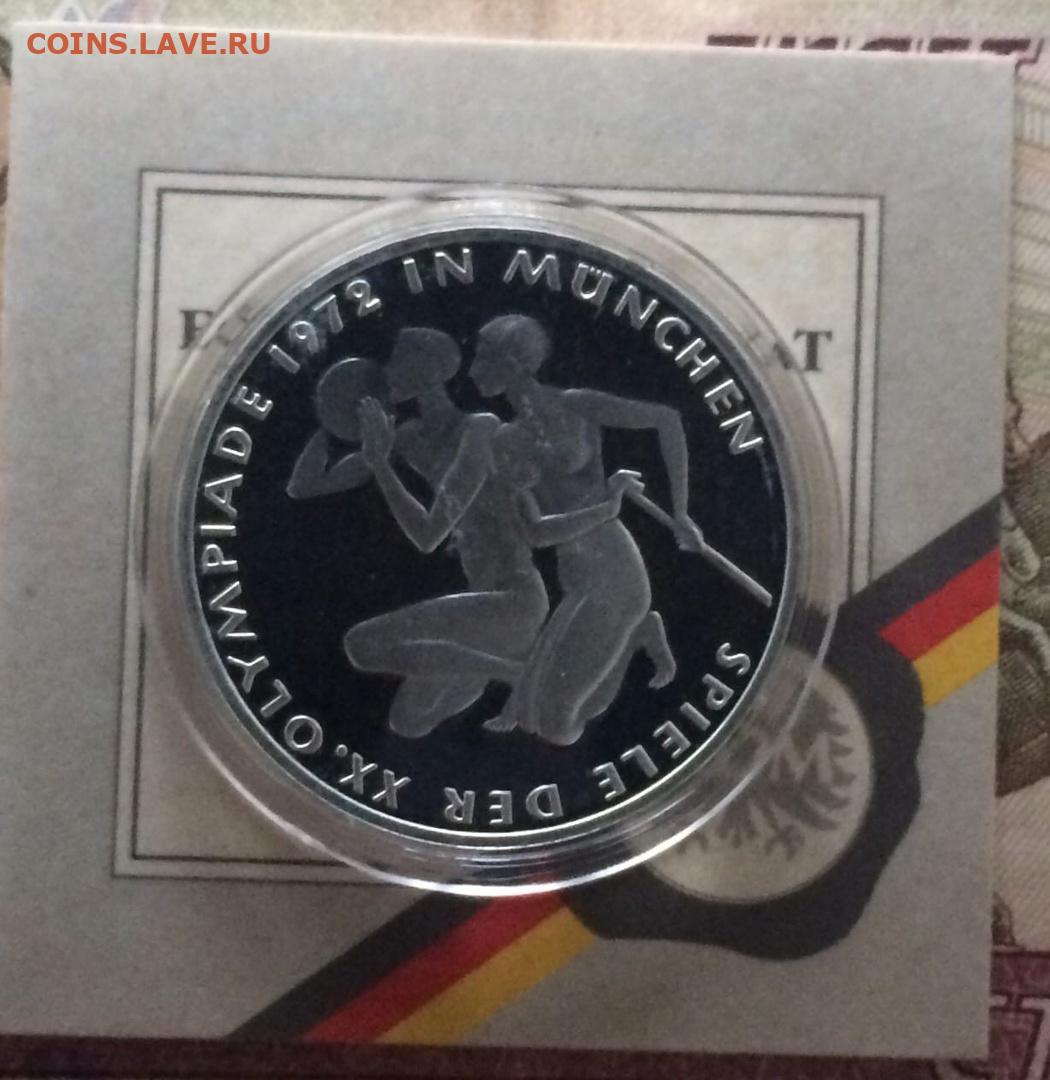 COINS.LAVE.RU
SPIELE DER XX. OLYMPIADE 1972 IN MÜNCHEN